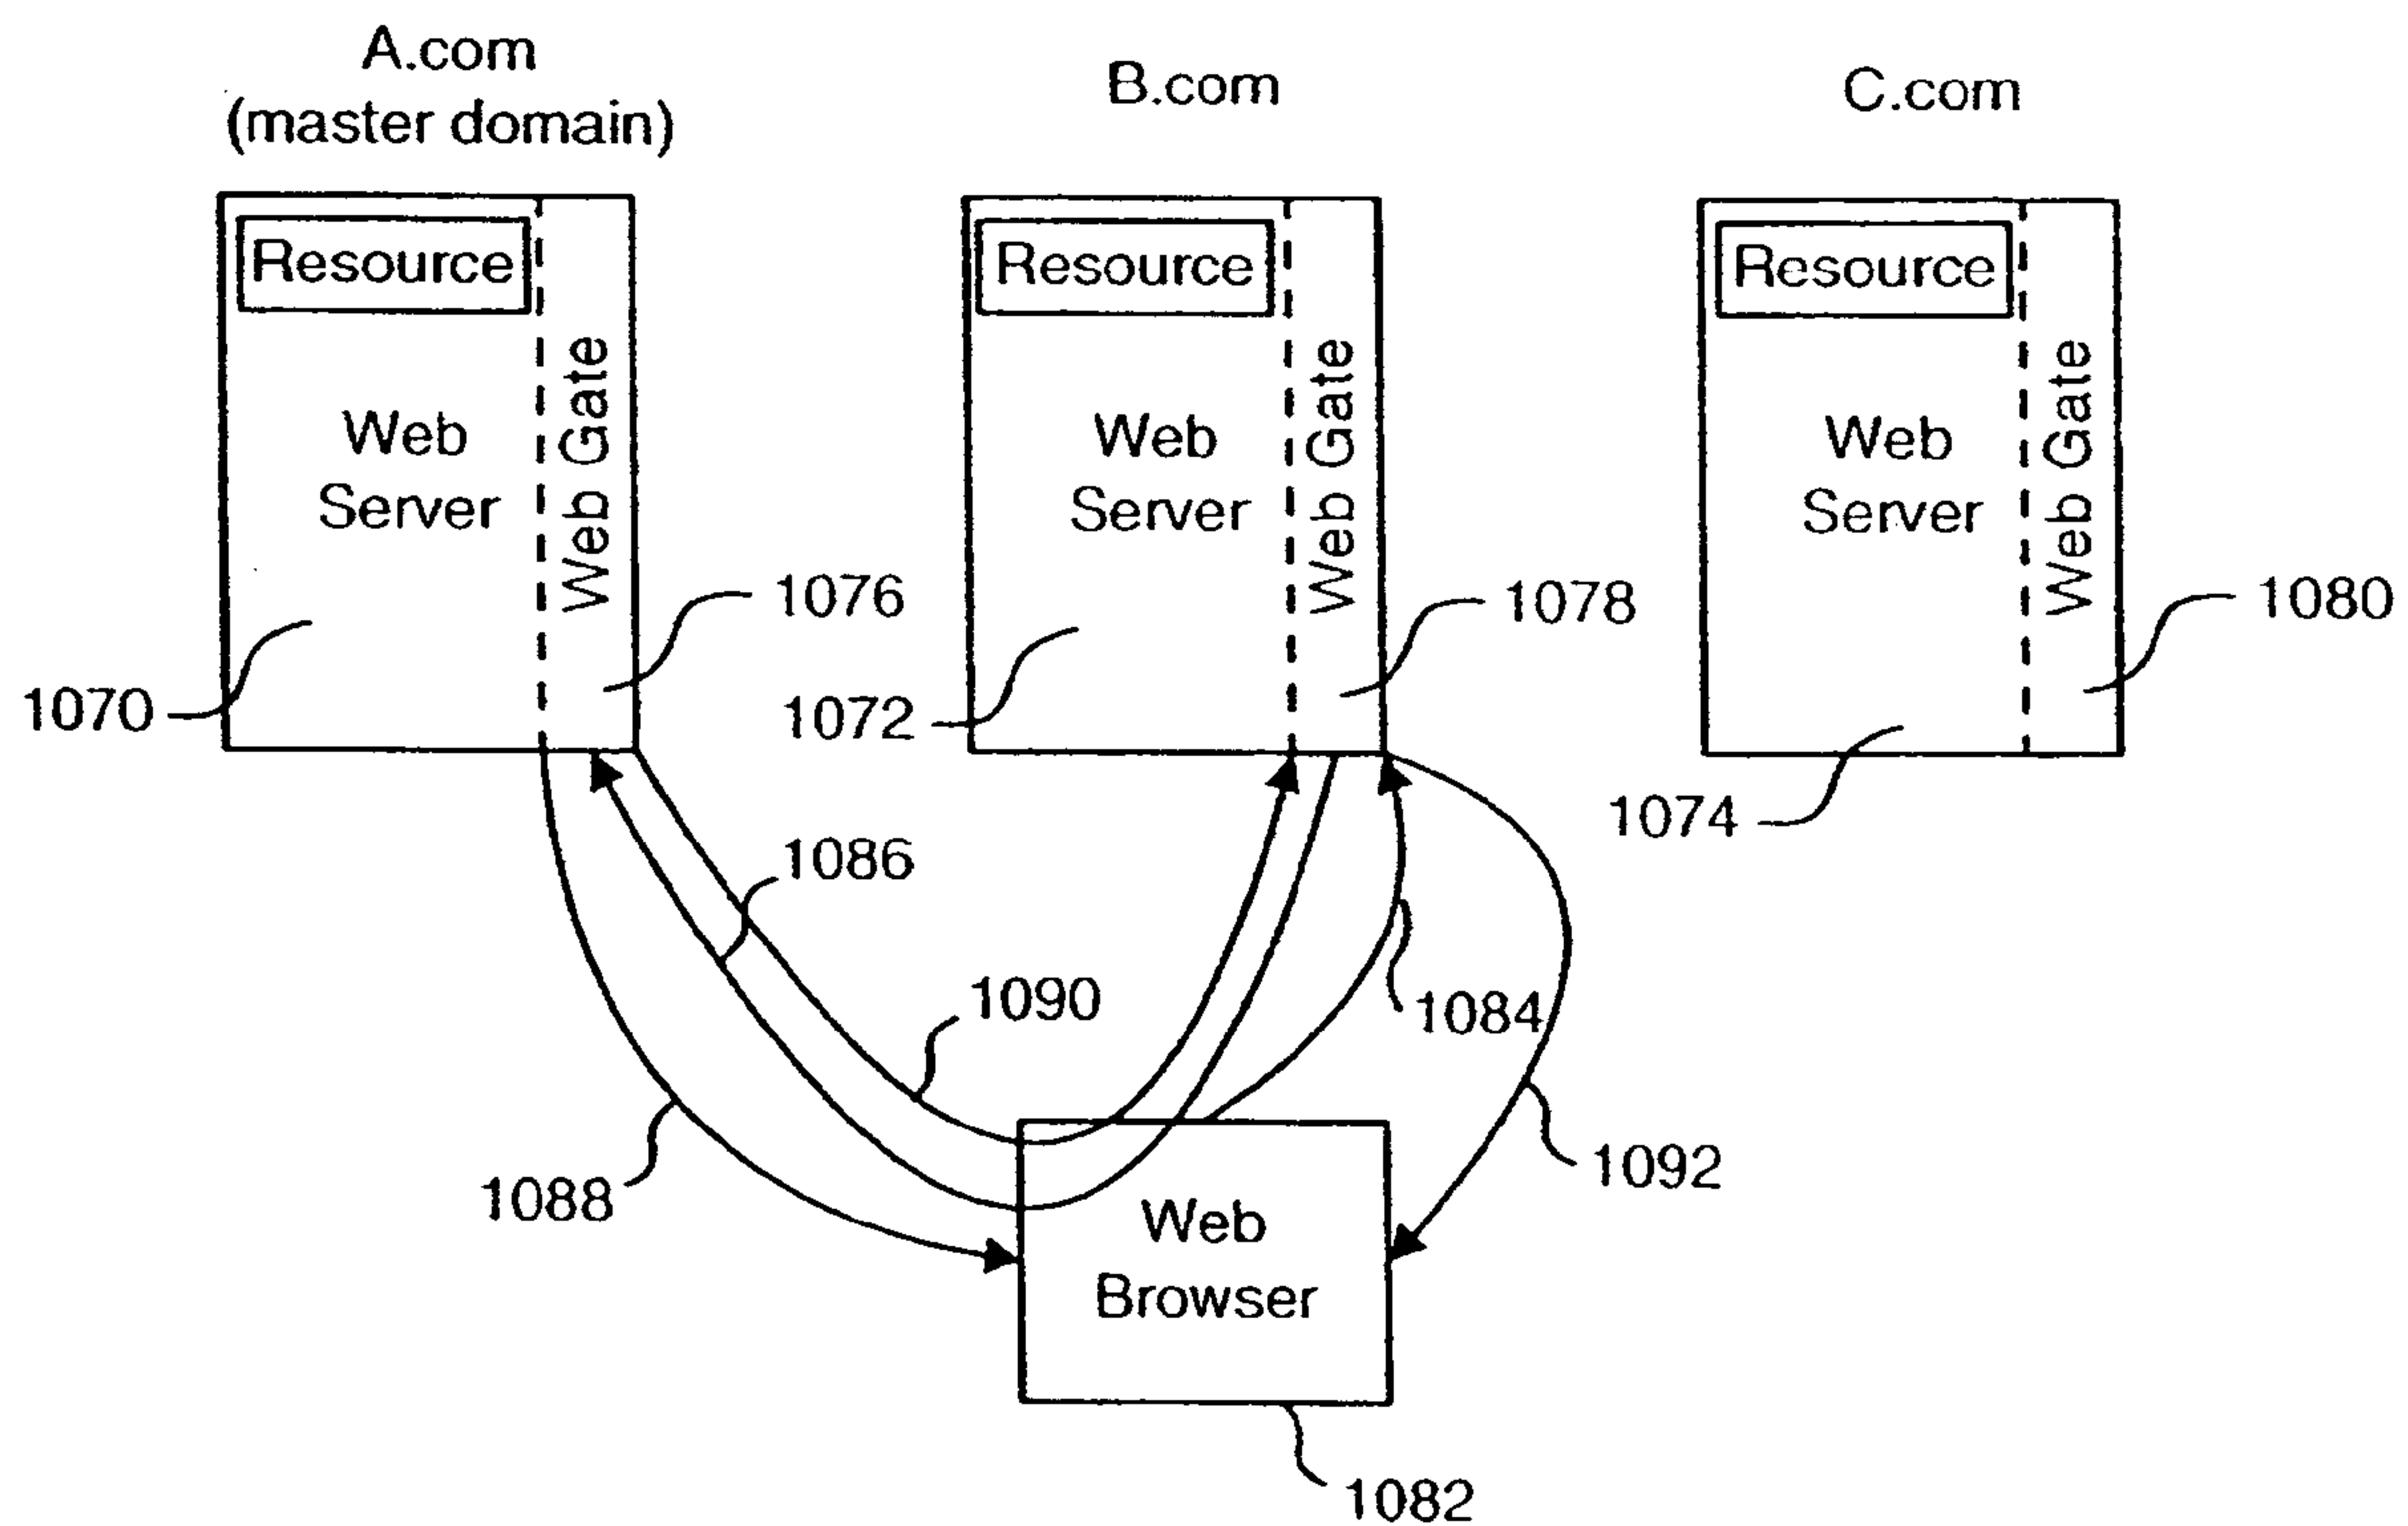 A.com
(master domain)
B.com
C.com
Resource
Web
Server
Web Gate
Resource
Web
Server
Web Gate
Resource
Web
Server
Web Gate
1076
1078
1080
1070
1072
1074
1086
1090
1084
1088
1092
Web
Browser
1082